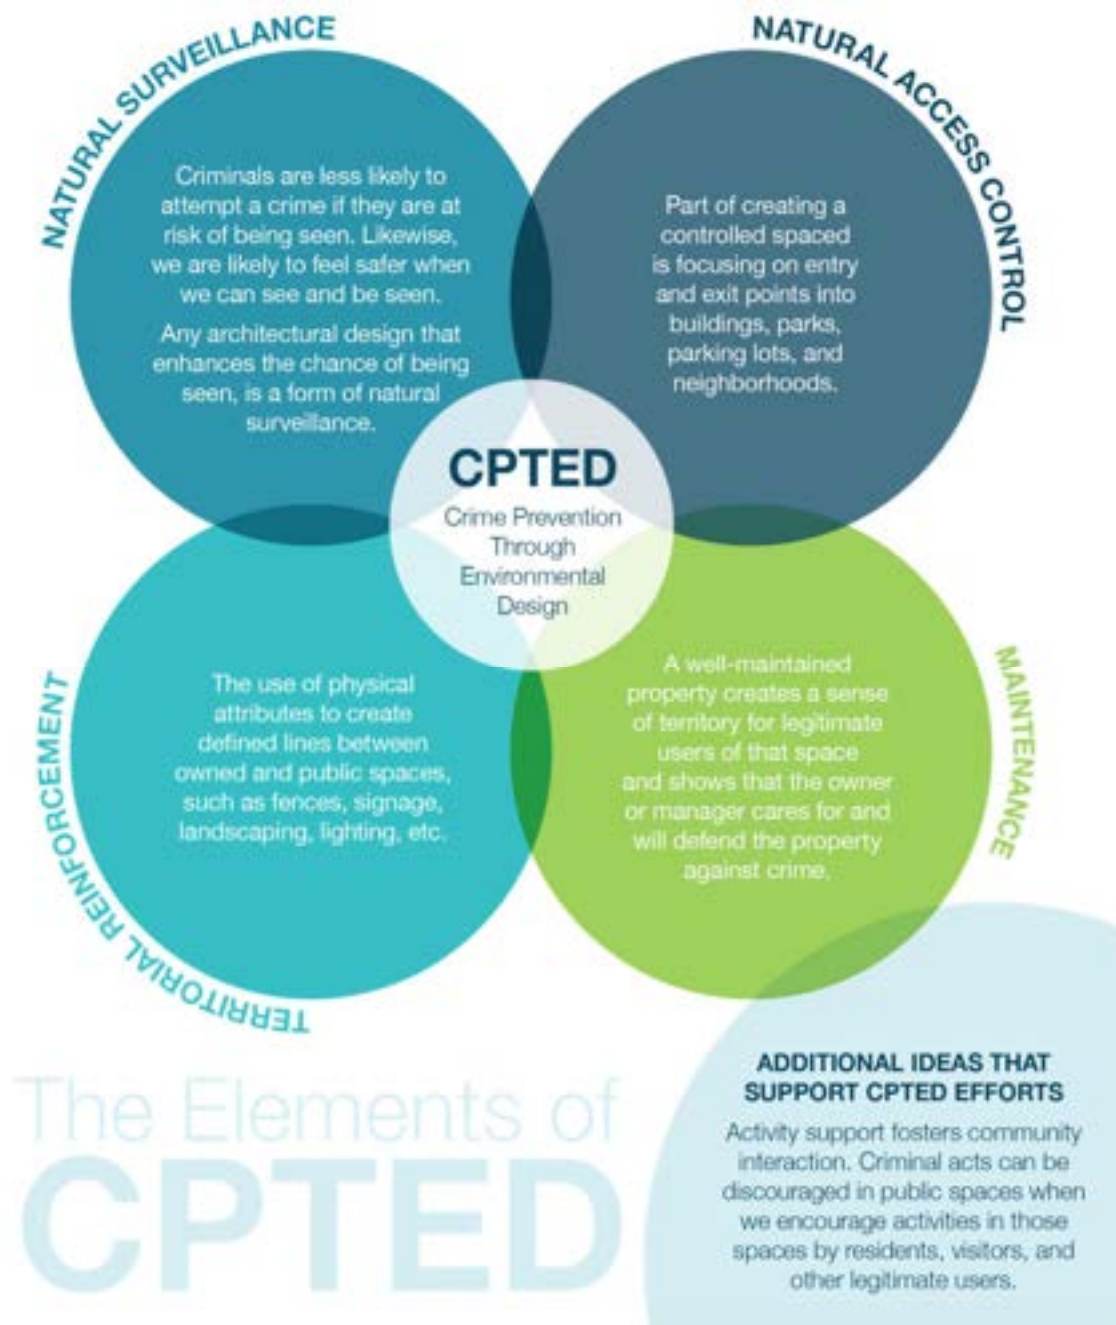 NATURAL SURVEILLANCE
Criminals are less likely to
attempt a crime if they are at
risk of being seen. Likewise,
we are likely to feel safer when
we can see and be seen.
Any architectural design that
enhances the chance of being
seen, is a form of natural
surveillance.
NATURAL ACCESS CONTROL
Part of creating a
controlled spaced
is focusing on entry
and exit points into
buildings, parks,
parking lots, and
neighborhoods.
CPTED
Crime Prevention
Through
Environmental
Design
TERRITORIAL REINFORCEMENT
The use of physical
attributes to create
defined lines between
owned and public spaces,
such as fences, signage,
landscaping, lighting, etc.
MAINTENANCE
A well-maintained
property creates a sense
of territory for legitimate
users of that space
and shows that the owner
or manager cares for and
will defend the property
against crime.
The Elements of
CPTED
ADDITIONAL IDEAS THAT
SUPPORT CPTED EFFORTS
Activity support fosters community
interaction. Criminal acts can be
discouraged in public spaces when
we encourage activities in those
spaces by residents, visitors, and
other legitimate users.